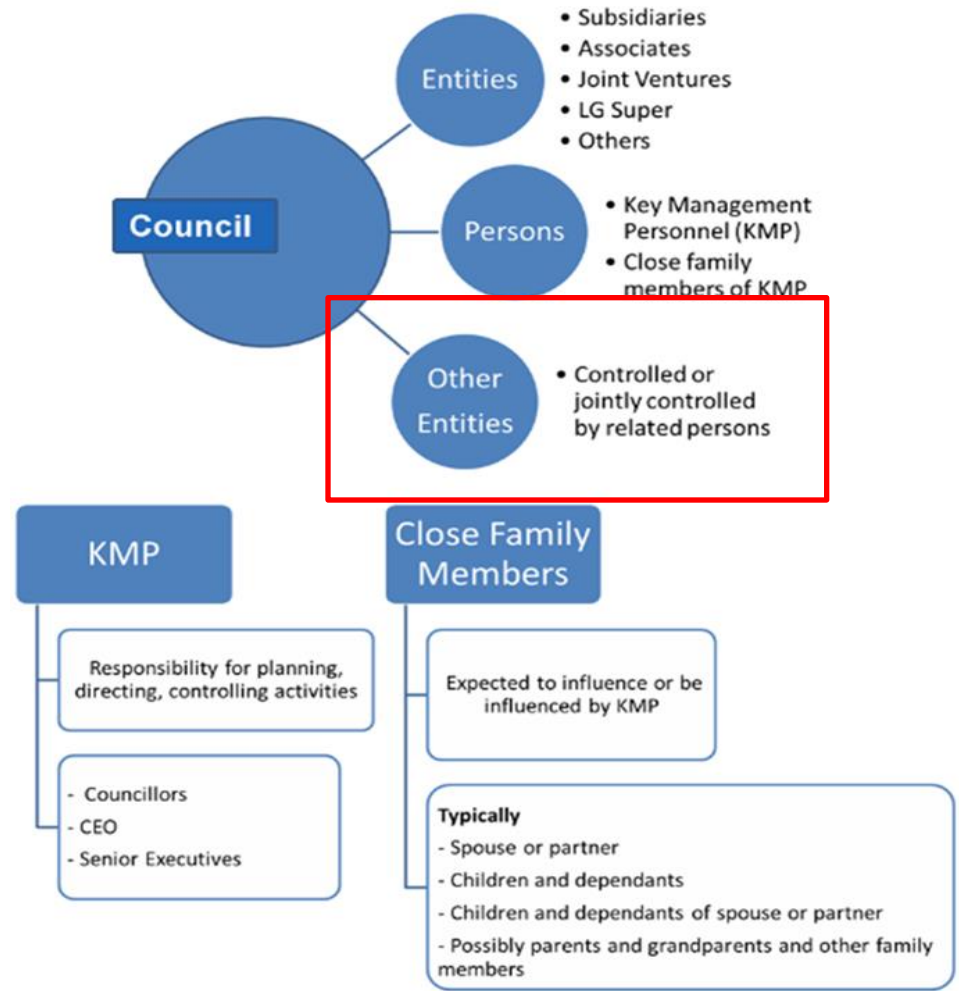 Council
Entities
• Subsidiaries
• Associates
• Joint Ventures
• LG Super
• Others
Persons
• Key Management
Personnel (KMP)
• Close family
members of KMP
Other
Entities
• Controlled or
jointly controlled
by related persons
KMP
Responsibility for planning,
directing, controlling activities
- Councillors
- CEO
- Senior Executives
Close Family
Members
Expected to influence or be
influenced by KMP
Typically
- Spouse or partner
- Children and dependants
- Children and dependants of spouse or partner
- Possibly parents and grandparents and other family
members